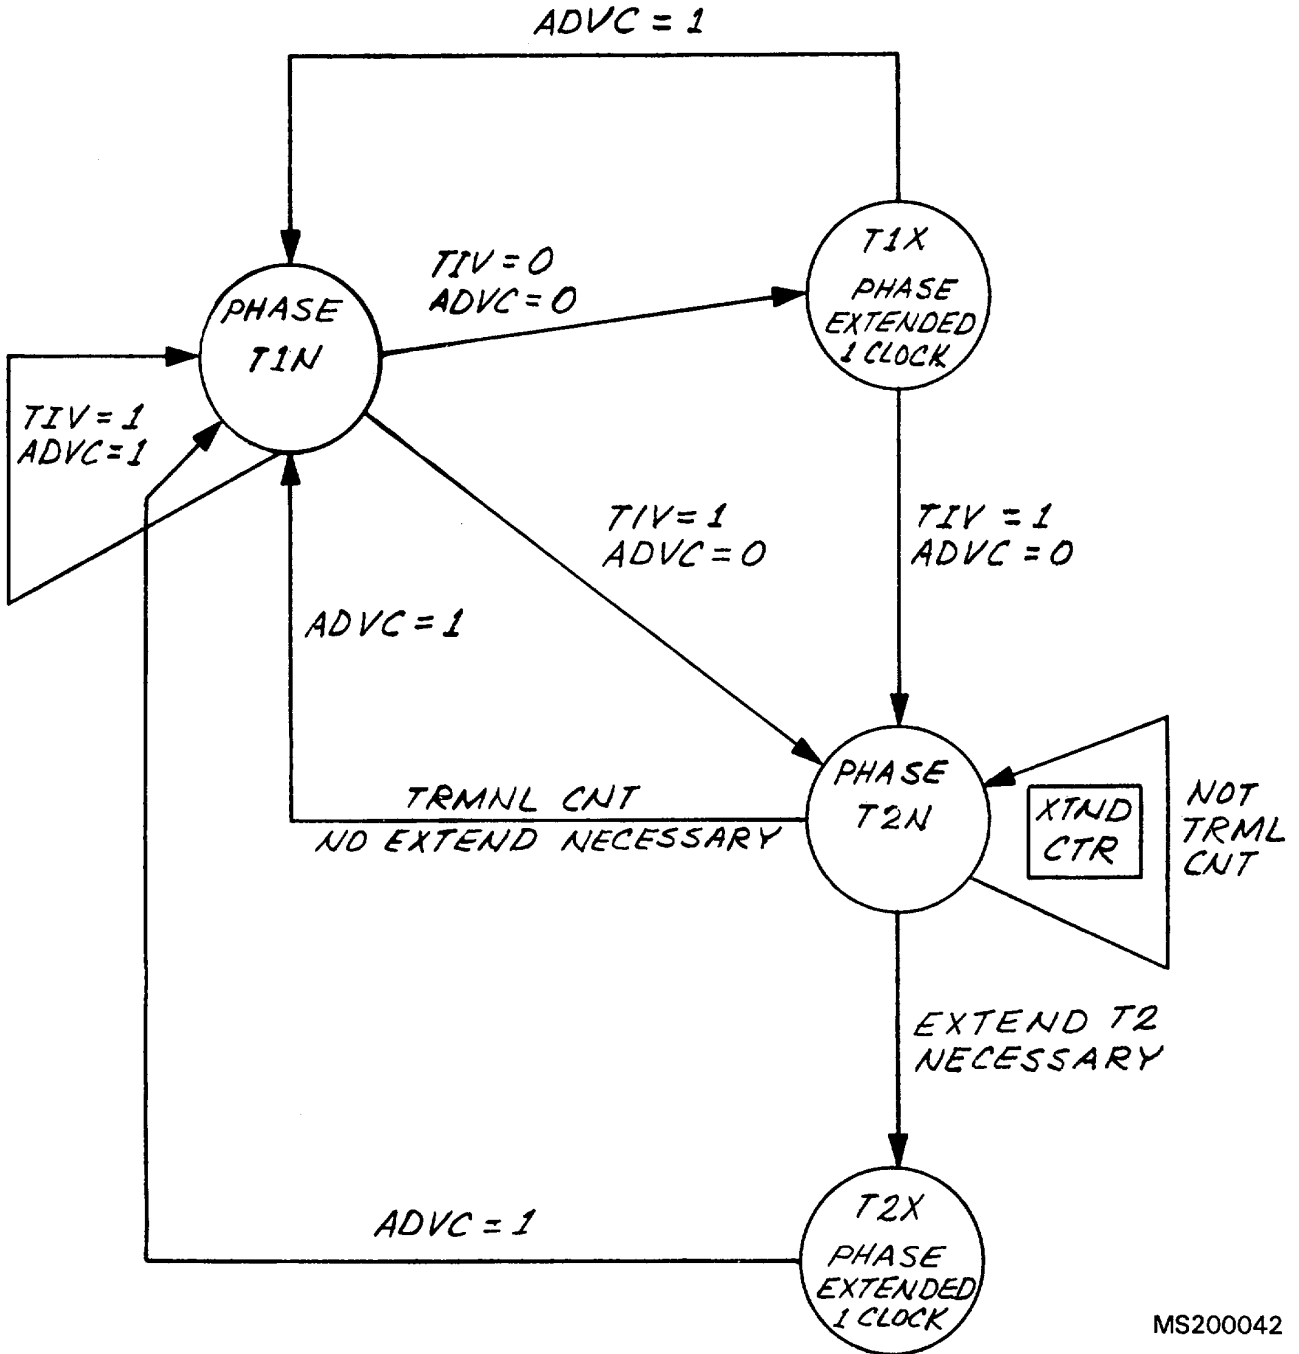 ADVC = 1
T1X
PHASE
EXTENDED
1 CLOCK
TIV = 0
ADVC = 0
PHASE
T1N
TIV = 1
ADVC = 1
TIV = 1
ADVC = 0
TIV = 1
ADVC = 0
ADVC = 1
TRMNL CNT
NO EXTEND NECESSARY
PHASE
T2N
XTND
CTR
NOT
TRML
CNT
EXTEND T2
NECESSARY
ADVC = 1
T2X
PHASE
EXTENDED
1 CLOCK
MS200042